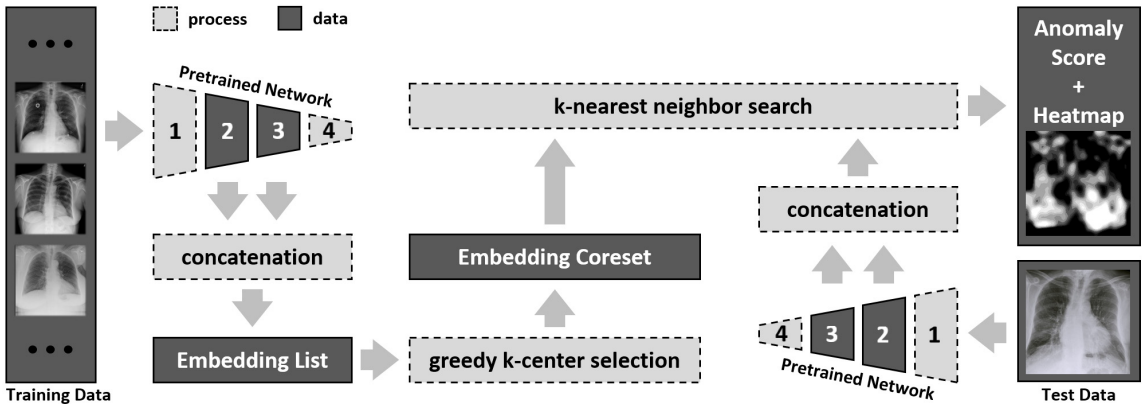 process
data
Pretrained Network
1
2
3
4
concatenation
Embedding List
Training Data
k-nearest neighbor search
Embedding Coreset
greedy k-center selection
concatenation
4
3
2
1
Pretrained Network
Anomaly
Score
+
Heatmap
Test Data